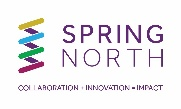 SPRING
NORTH
COLLABORATION • INNOVATION • IMPACT